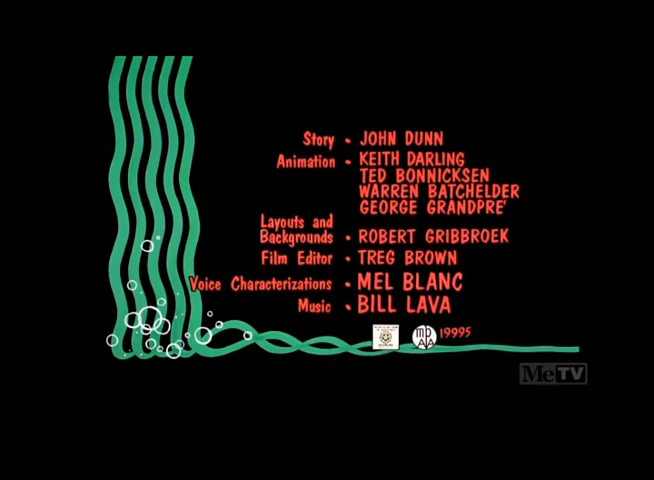 Story • JOHN DUNN
Animation • KEITH DARLING
TED BONNICKSEN
WARREN BATCHELDER
GEORGE GRANDPRE'
Layouts and
Backgrounds • ROBERT GRIBBROEK
Film Editor • TREG BROWN
Voice Characterizations • MEL BLANC
Music • BILL LAVA
MPAA 19995
MeTV